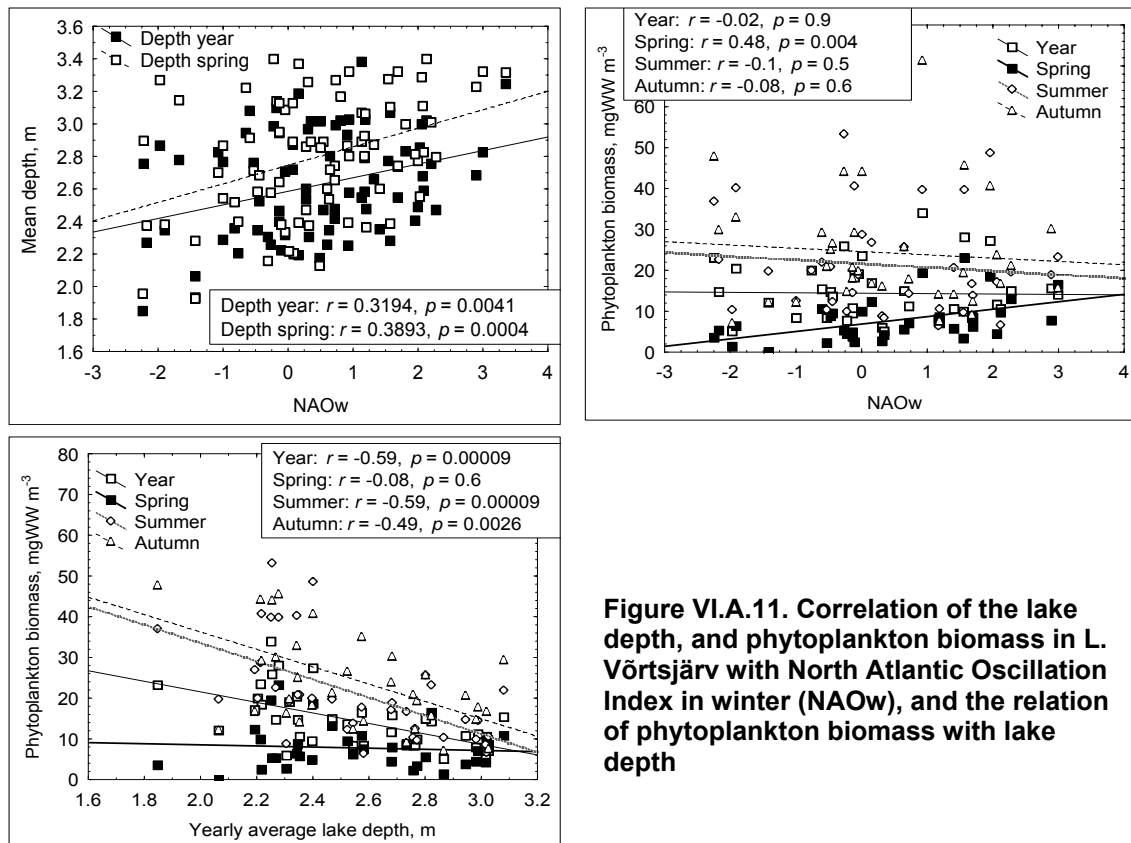 3.6
3.4
3.2
3.0
2.8
2.6
2.4
2.2
2.0
1.8
1.6
Mean depth, m
Depth year
Depth spring
Depth year: r = 0.3194, p = 0.0041
Depth spring: r = 0.3893, p = 0.0004
-3 -2 -1 0 1 2 3 4
NAOw
Year: r = -0.02, p = 0.9
Spring: r = 0.48, p = 0.004
Summer: r = -0.1, p = 0.5
Autumn: r = -0.08, p = 0.6
Year
Spring
Summer
Autumn
60
50
40
30
20
10
0
Phytoplankton biomass, mgWW m-3
-3 -2 -1 0 1 2 3 4
NAOw
80
70
60
50
40
30
20
10
0
Phytoplankton biomass, mgWW m-3
Year
Spring
Summer
Autumn
Year: r = -0.59, p = 0.00009
Spring: r = -0.08, p = 0.6
Summer: r = -0.59, p = 0.00009
Autumn: r = -0.49, p = 0.0026
1.6 1.8 2.0 2.2 2.4 2.6 2.8 3.0 3.2
Yearly average lake depth, m
Figure VI.A.11. Correlation of the lake
depth, and phytoplankton biomass in L.
Võrtsjärv with North Atlantic Oscillation
Index in winter (NAOw), and the relation
of phytoplankton biomass with lake
depth